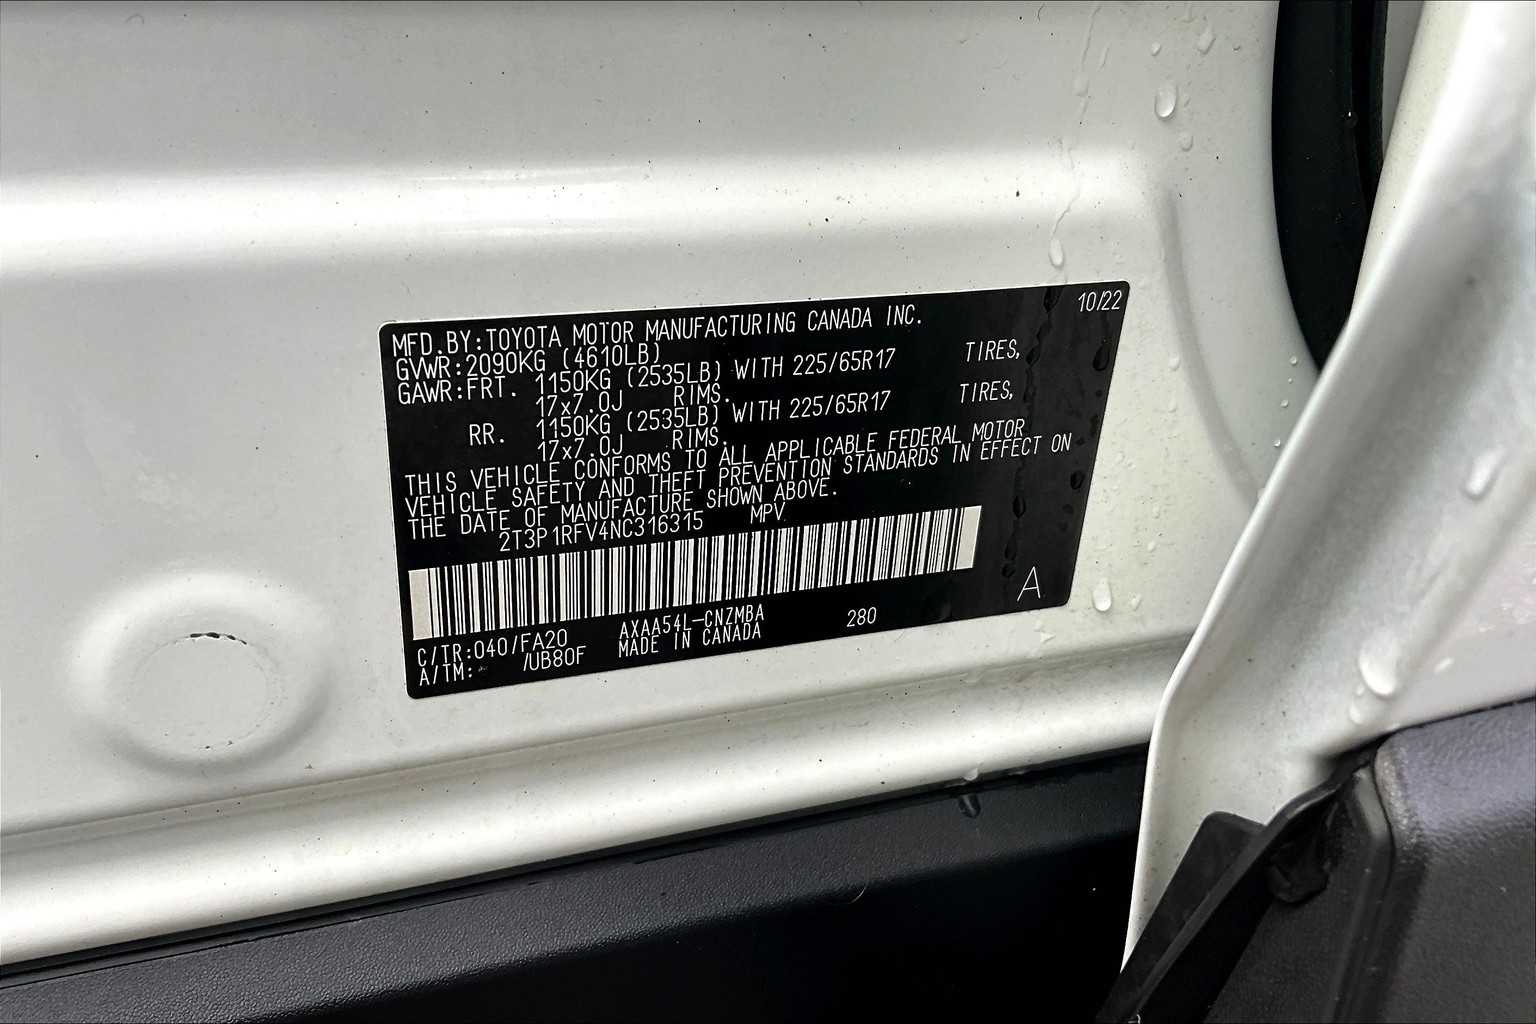 10/22
MFD.BY:TOYOTA MOTOR MANUFACTURING CANADA INC.
GVWR:2090KG (4610LB)
GAWR:FRT. 1150KG (2535LB) WITH 225/65R17 TIRES,
17x7.0J RIMS.
RR. 1150KG (2535LB) WITH 225/65R17 TIRES,
17x7.0J RIMS.
THIS VEHICLE CONFORMS TO ALL APPLICABLE FEDERAL MOTOR
VEHICLE SAFETY AND THEFT PREVENTION STANDARDS IN EFFECT ON
THE DATE OF MANUFACTURE SHOWN ABOVE.
2T3P1RFV4NC316315 MPV
A
C/TR:040/FA20 AXAA54L-CNZMBA 280
A/TM: /UB80F MADE IN CANADA